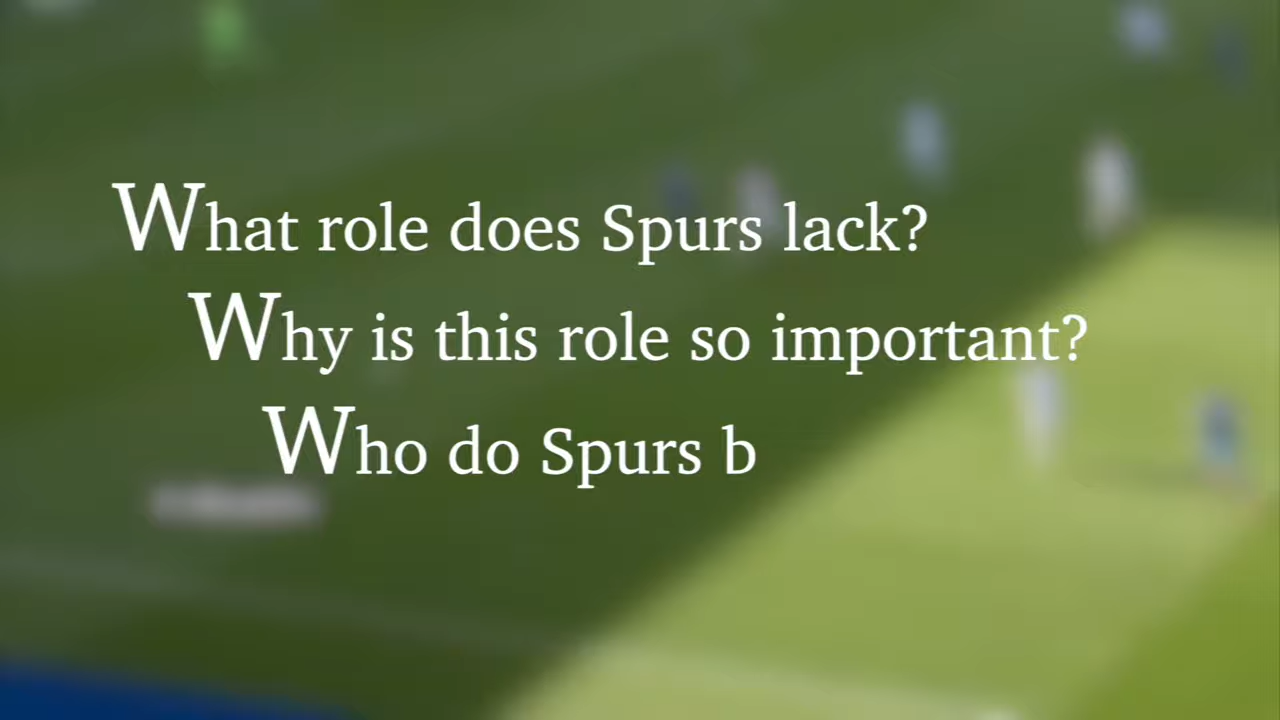 What role does Spurs lack?
Why is this role so important?
Who do Spurs b